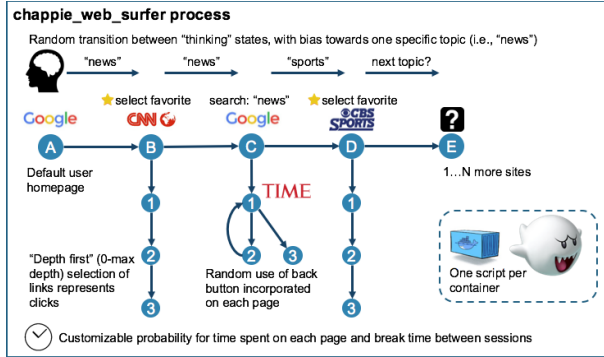 chappie_web_surfer process
Random transition between “thinking” states, with bias towards one specific topic (i.e., “news”)
“news”
“news”
“sports”
next topic?
select favorite
search: “news”
select favorite
Google
CNN
Google
CBS
SPORTS
?
A
B
C
D
E
Default user
homepage
1...N more sites
TIME
1
1
1
2
2
3
2
3
3
“Depth first” (0-max
depth) selection of
links represents
clicks
Random use of back
button incorporated
on each page
One script per
container
Customizable probability for time spent on each page and break time between sessions